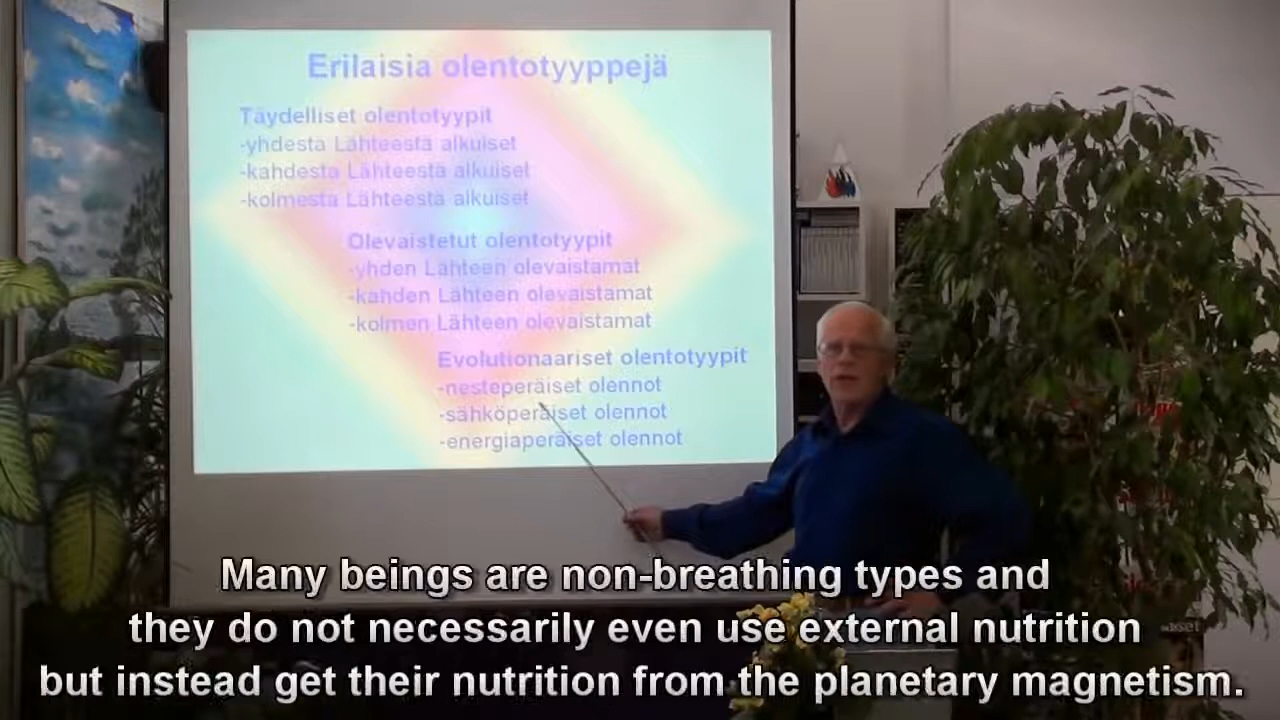 Erilaisia olentotyyppejä
Täydelliset olentotyypit
-yhdestä Lähteestä alkuiset
-kahdesta Lähteestä alkuiset
-kolmesta Lähteestä alkuiset
Olevaistetut olentotyypit
-yhden Lähteen olevaistamat
-kahden Lähteen olevaistamat
-kolmen Lähteen olevaistamat
Evolutionaariset olentotyypit
-nesteperäiset olennot
-sähköperäiset olennot
-energiaperäiset olennot
Many beings are non-breathing types and
they do not necessarily even use external nutrition
but instead get their nutrition from the planetary magnetism.